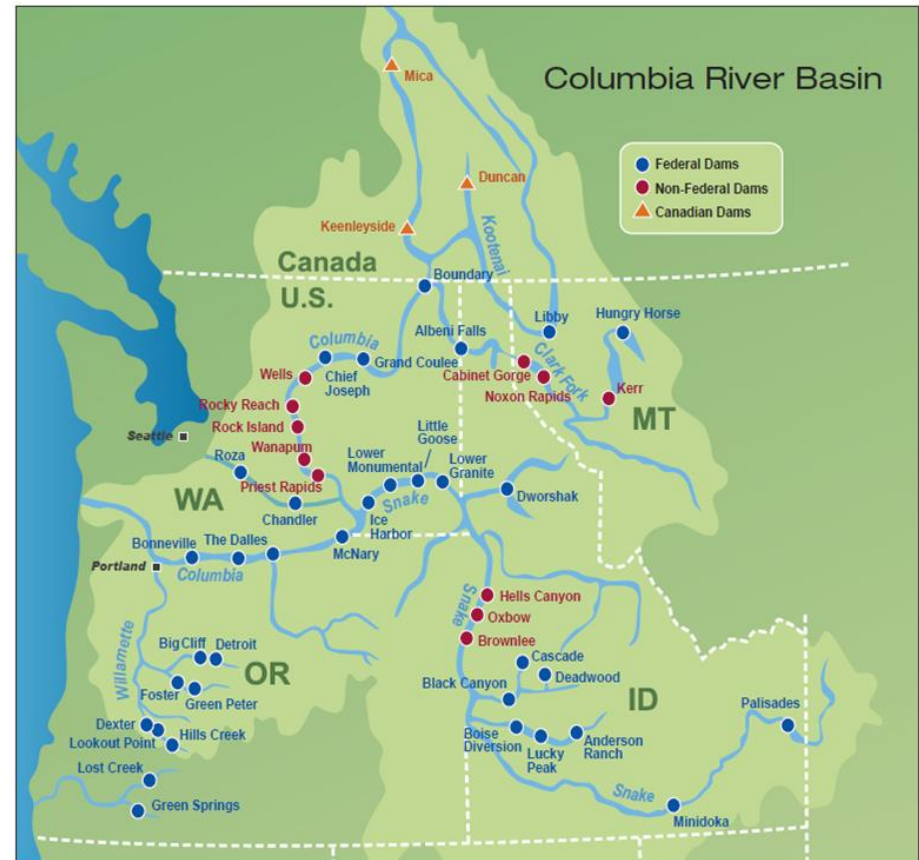 Columbia River Basin
Federal Dams
Non-Federal Dams
Canadian Dams
Mica
Duncan
Keenleyside
Kootenai
Canada
U.S.
Boundary
Libby
Hungry Horse
Albeni Falls
Columbia
Grand Coulee
Chief
Joseph
Wells
Cabinet Gorge
Clark Fork
Noxon Rapids
Kerr
MT
Rocky Reach
Rock Island
Seattle
Wanapum
Roza
Little
Goose
Lower
Monumental
Lower
Granite
Priest Rapids
WA
Snake
Dworshak
Chandler
Ice
Harbor
Bonneville
The Dalles
McNary
Portland
Columbia
Snake
Hells Canyon
Oxbow
Brownlee
Willamette
Big Cliff
Detroit
OR
Foster
Green Peter
Cascade
Deadwood
Black Canyon
ID
Palisades
Dexter
Lookout Point
Hills Creek
Boise
Diversion
Lucky
Peak
Anderson
Ranch
Lost Creek
Green Springs
Snake
Minidoka